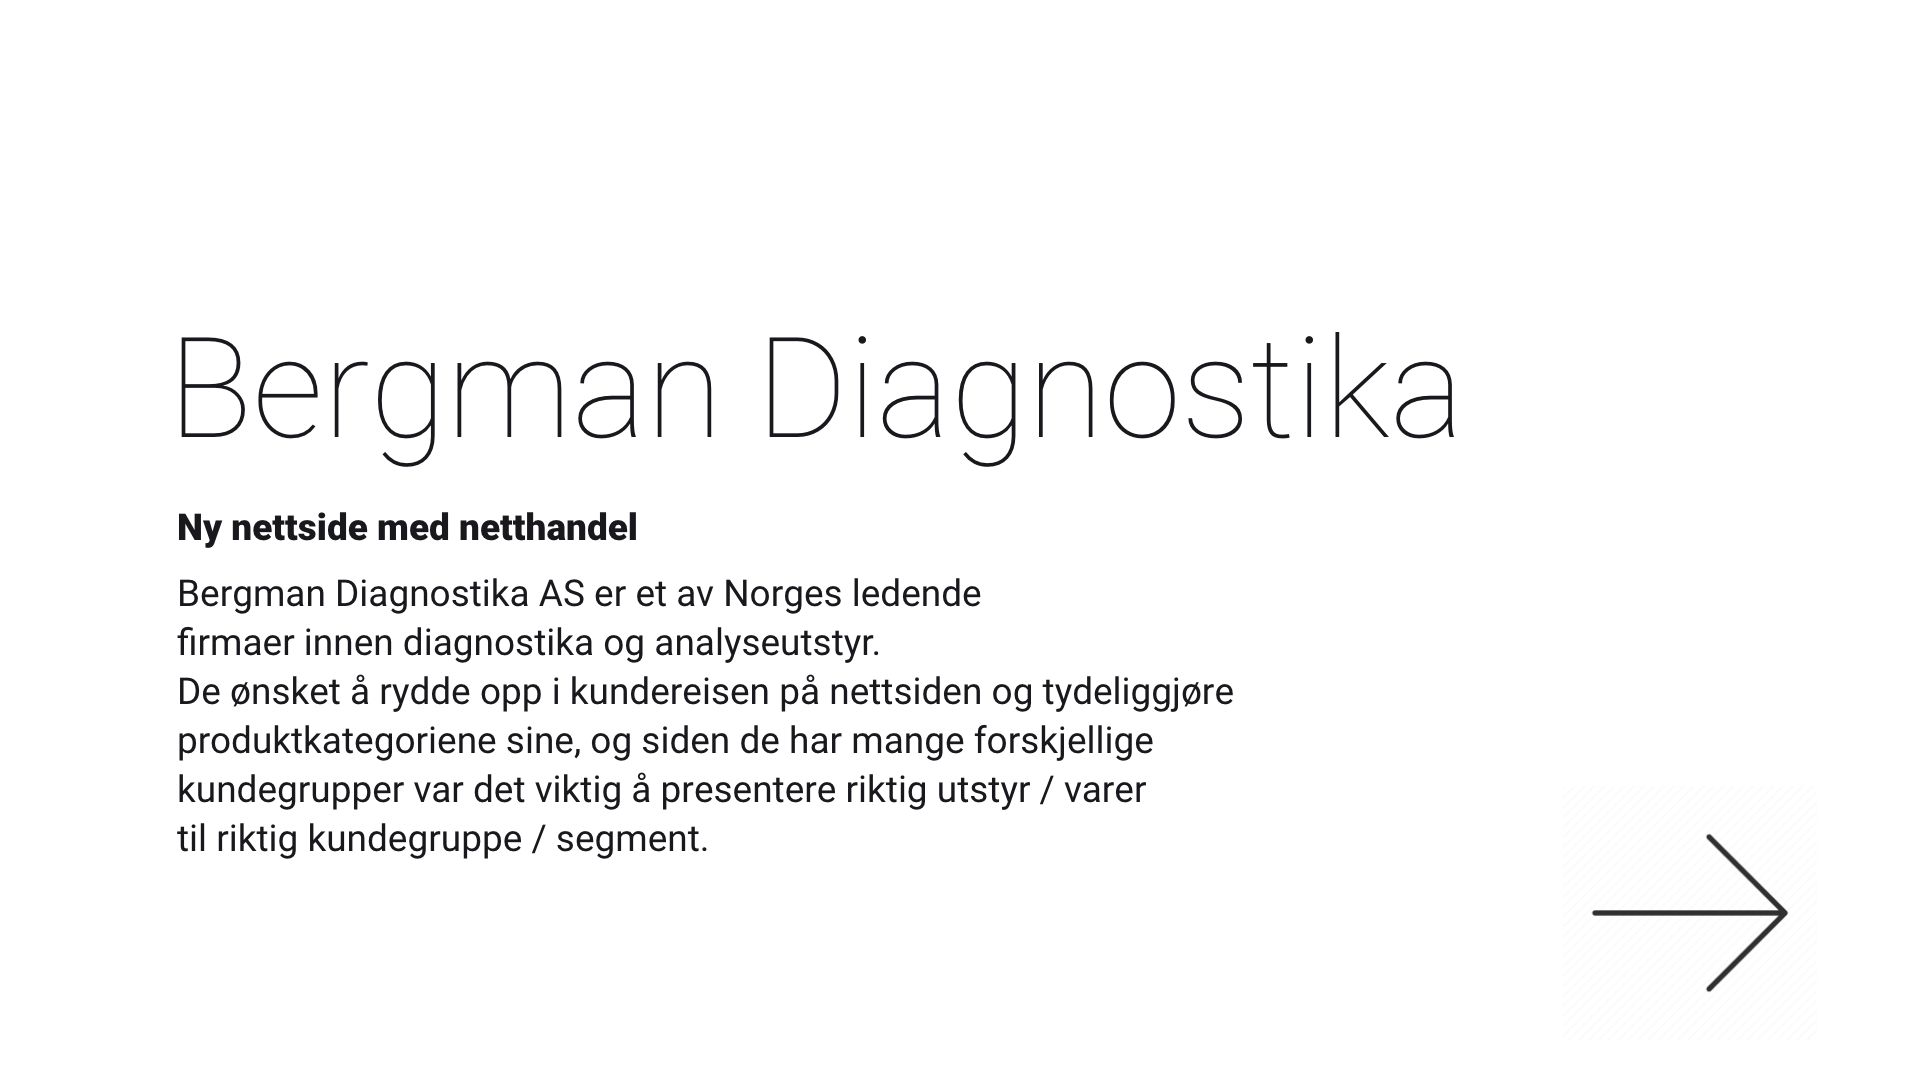 Bergman Diagnostika
Ny nettside med netthandel
Bergman Diagnostika AS er et av Norges ledende
firmaer innen diagnostika og analyseutstyr.
De ønsket å rydde opp i kundereisen på nettsiden og tydeliggjøre
produktkategoriene sine, og siden de har mange forskjellige
kundegrupper var det viktig å presentere riktig utstyr / varer
til riktig kundegruppe / segment.